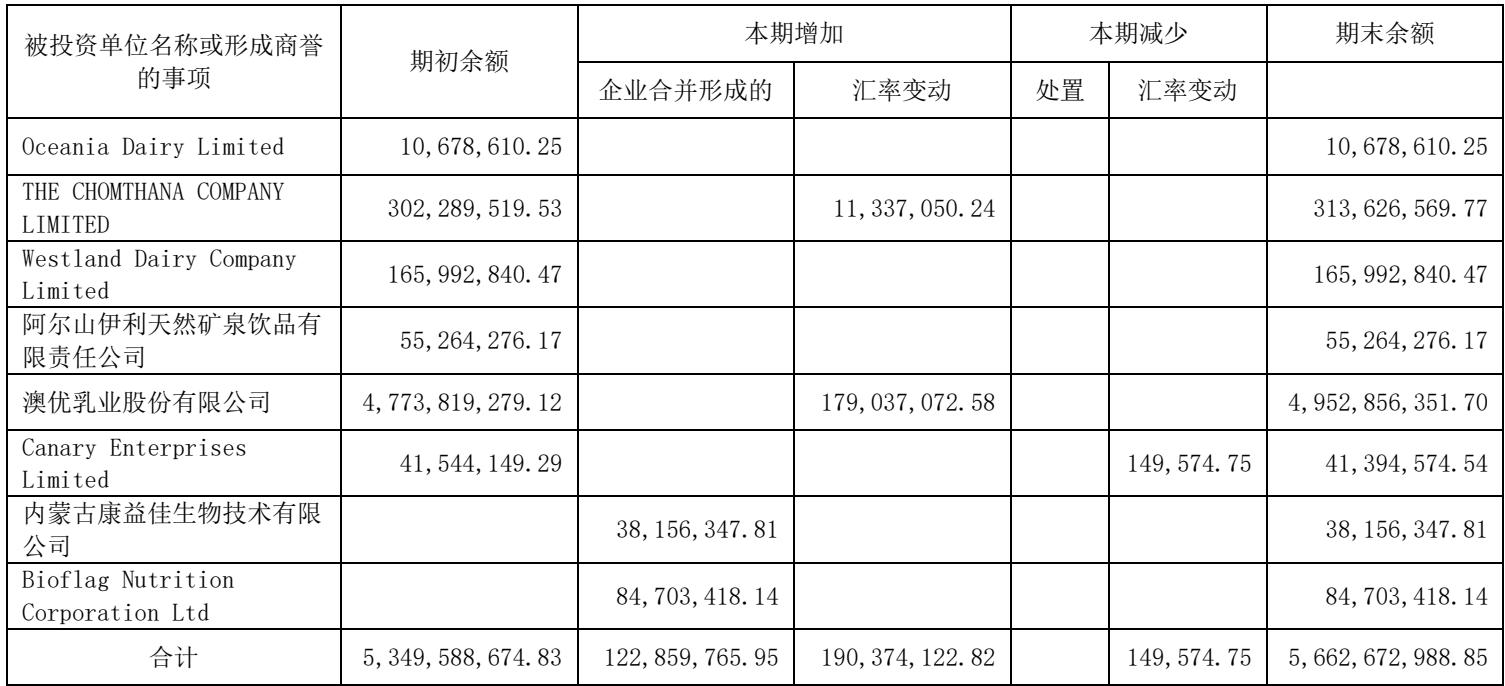 被投资单位名称或形成商誉的事项 期初余额 本期增加 本期减少 期末余额
企业合并形成的 汇率变动 处置 汇率变动
Oceania Dairy Limited 10,678,610.25 10,678,610.25
THE CHOMTHANA COMPANY
LIMITED 302,289,519.53 11,337,050.24 313,626,569.77
Westland Dairy Company
Limited 165,992,840.47 165,992,840.47
阿尔山伊利天然矿泉饮品有
限责任公司 55,264,276.17 55,264,276.17
澳优乳业股份有限公司 4,773,819,279.12 179,037,072.58 4,952,856,351.70
Canary Enterprises
Limited 41,544,149.29 149,574.75 41,394,574.54
内蒙古康益佳生物技术有限
公司 38,156,347.81 38,156,347.81
Bioflag Nutrition
Corporation Ltd 84,703,418.14 84,703,418.14
合计 5,349,588,674.83 122,859,765.95 190,374,122.82 149,574.75 5,662,672,988.85